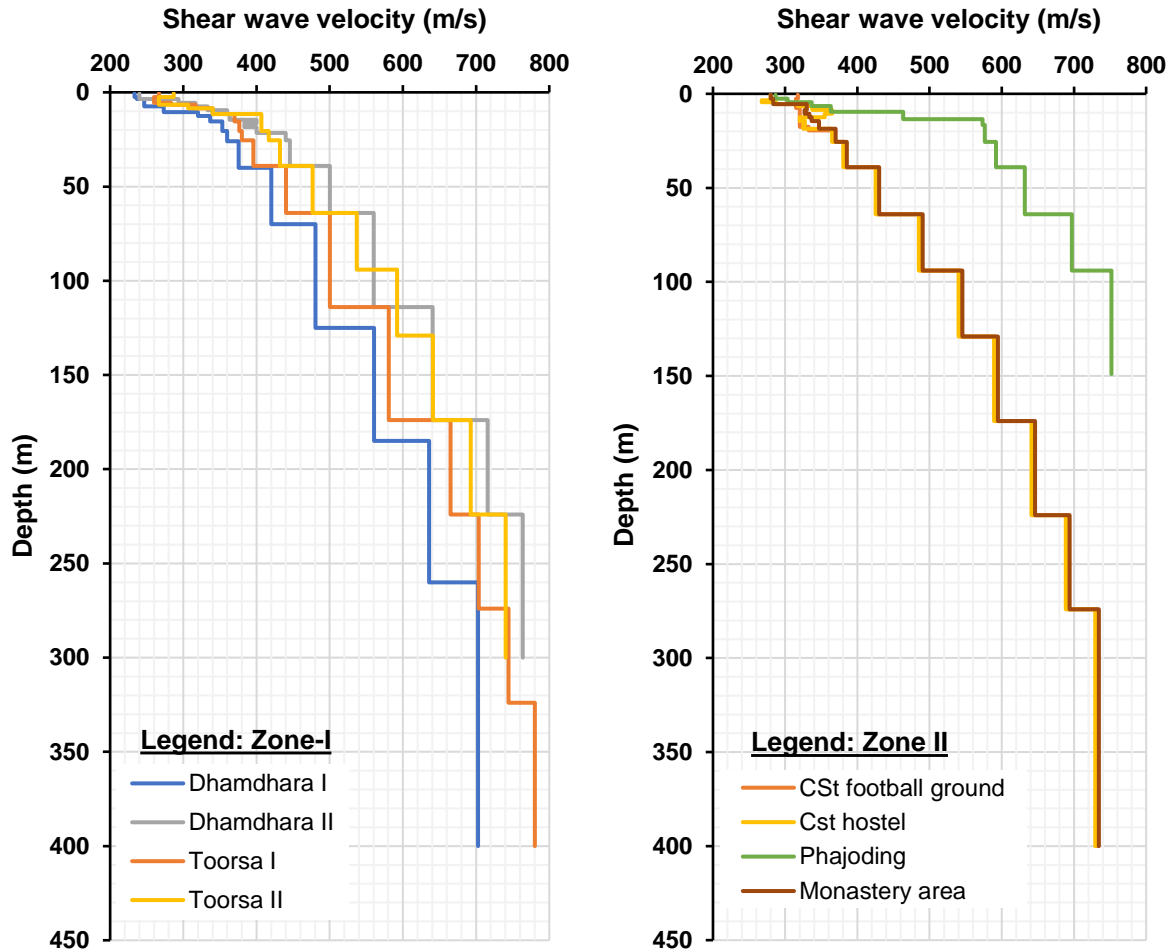 Shear wave velocity (m/s)
200 300 400 500 600 700 800
0
50
100
150
200
250
300
350
400
450
Depth (m)
Legend: Zone-I
Dhamdhara I
Dhamdhara II
Toorsa I
Toorsa II
Shear wave velocity (m/s)
200 300 400 500 600 700 800
0
50
100
150
200
250
300
350
400
450
Depth (m)
Legend: Zone II
CSt football ground
Cst hostel
Phajoding
Monastery area